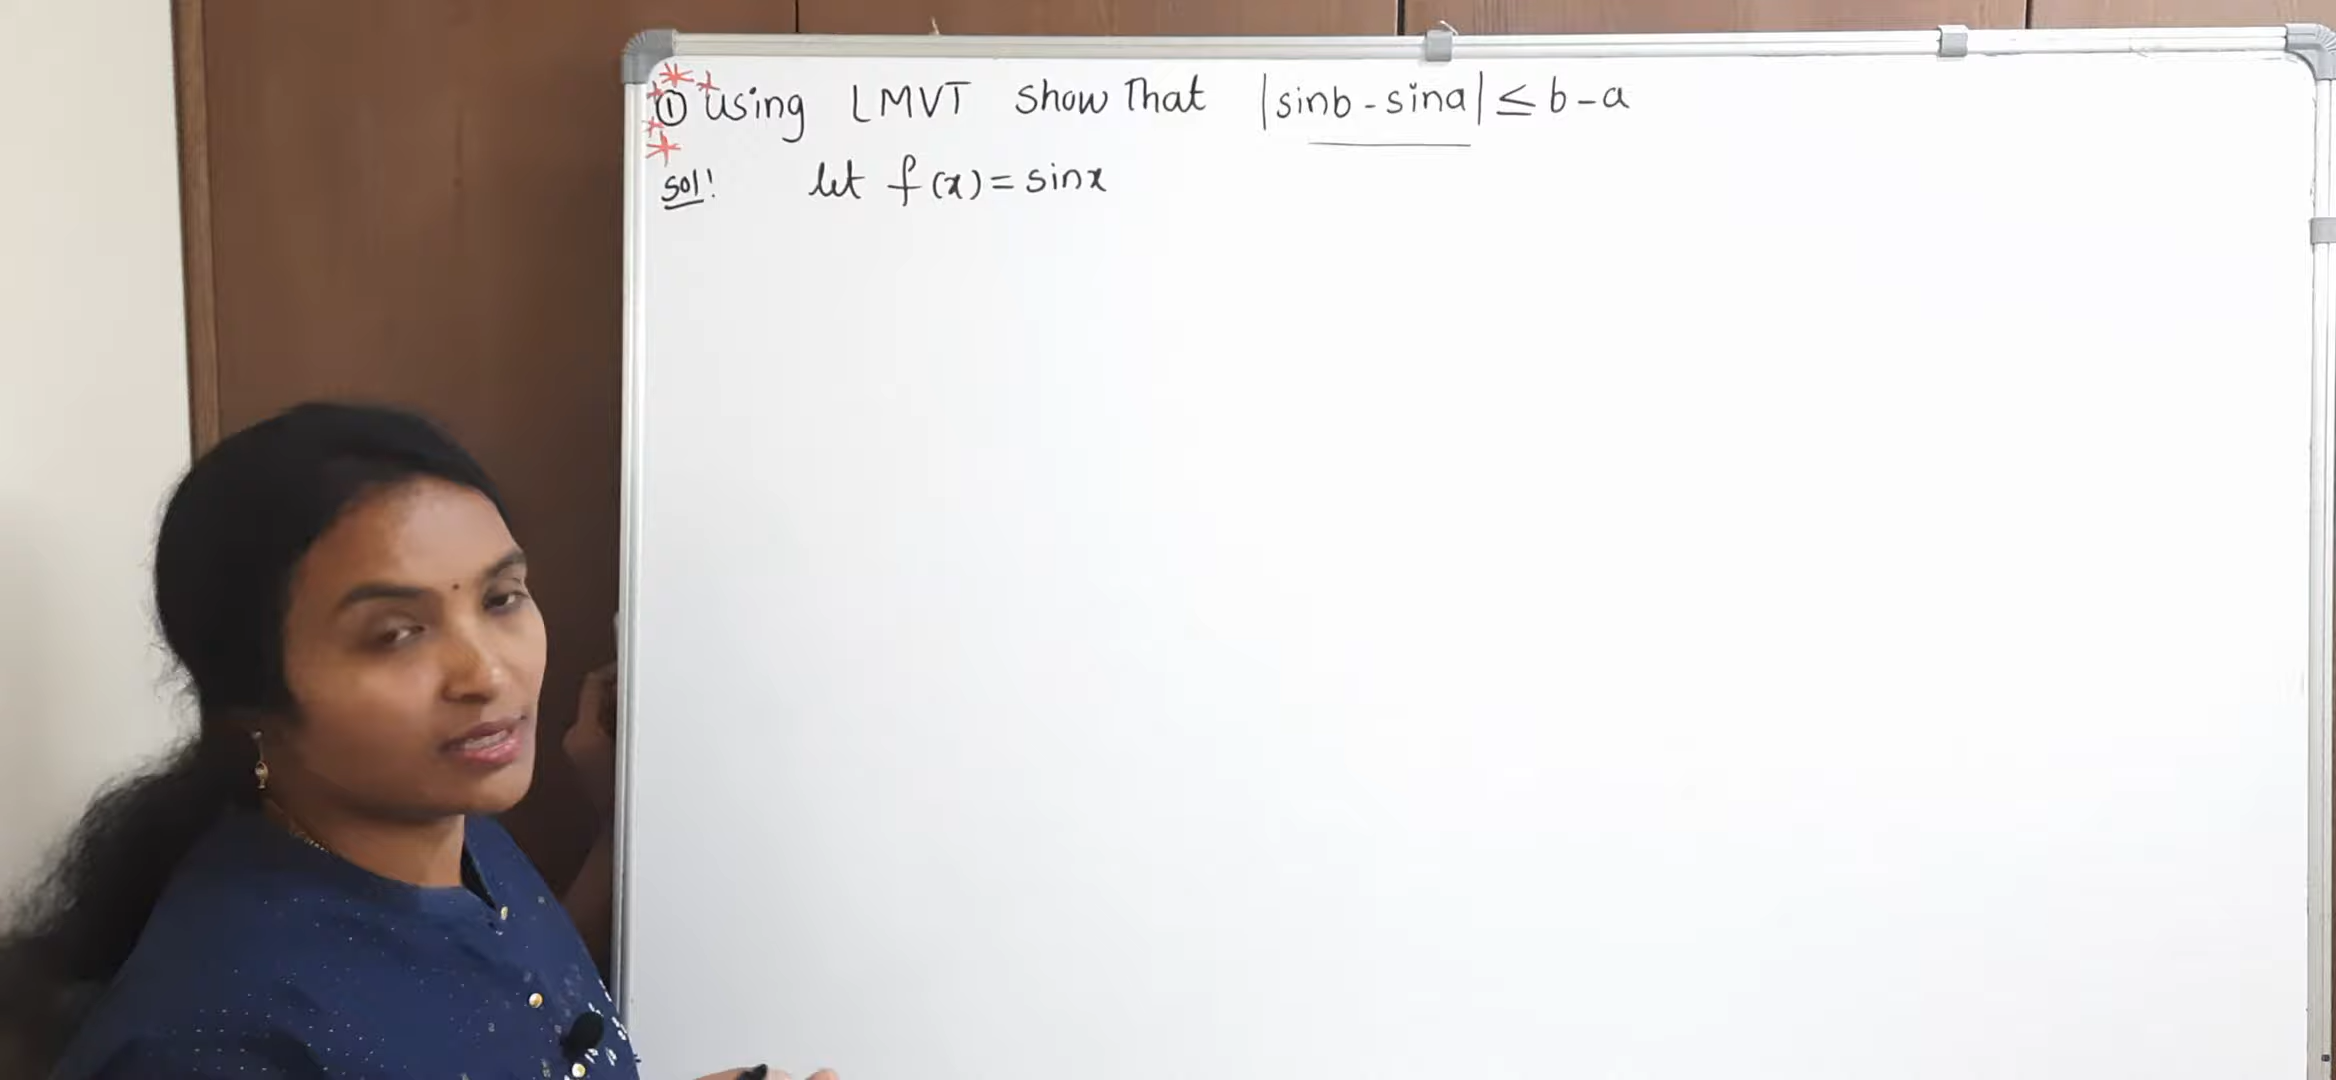 ① Using LMVT show that |sinb - sina| ≤ b - a
Sol! let f(x) = sinx